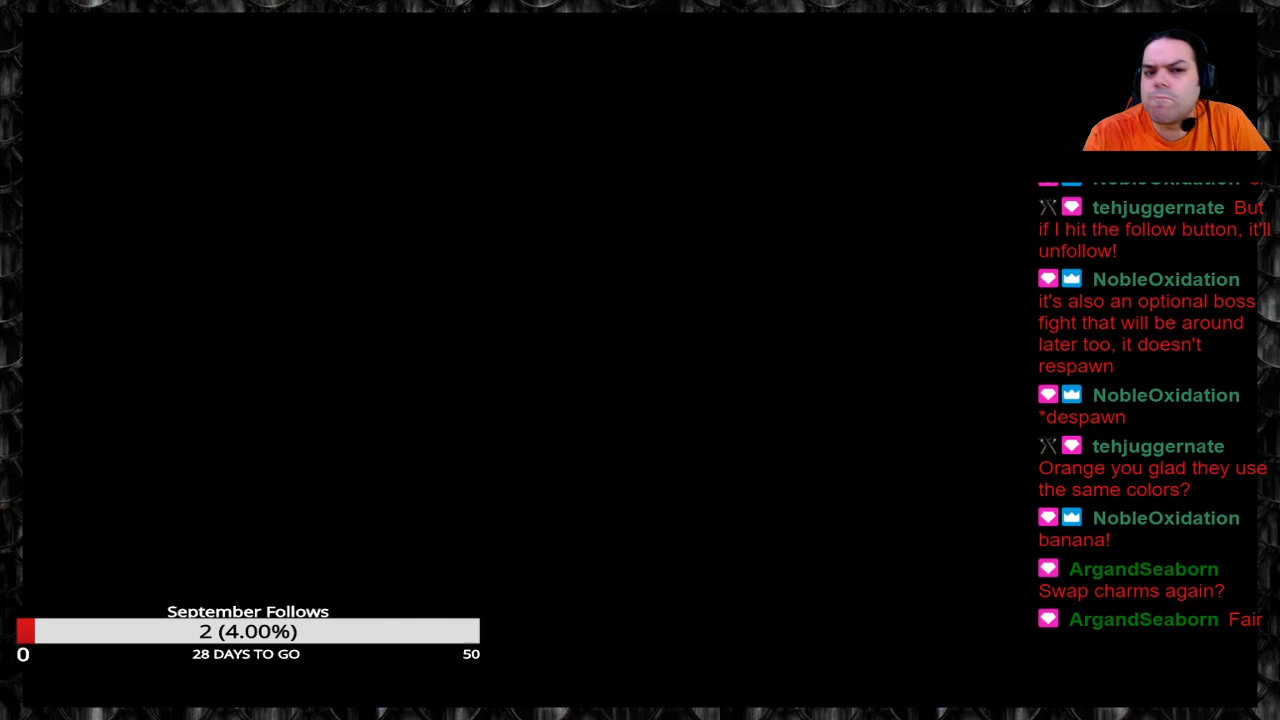 tehjuggernate But
if I hit the follow button, it'll
unfollow!
NobleOxidation
it's also an optional boss
fight that will be around
later too, it doesn't
respawn
NobleOxidation
*despawn
tehjuggernate
Orange you glad they use
the same colors?
NobleOxidation
banana!
ArgandSeaborn
Swap charms again?
ArgandSeaborn Fair
September Follows
2 (4.00%)
0 28 DAYS TO GO 50